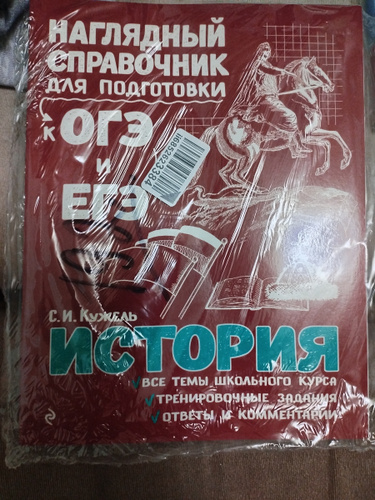 НАГЛЯДНЫЙ
СПРАВОЧНИК
ДЛЯ ПОДГОТОВКИ
К ОГЭ
И
ЕГЭ
С. И. КУЖЕЛЬ
ИСТОРИЯ
ВСЕ ТЕМЫ ШКОЛЬНОГО КУРСА
ТРЕНИРОВОЧНЫЕ ЗАДАНИЯ
ОТВЕТЫ И КОММЕНТАРИИ